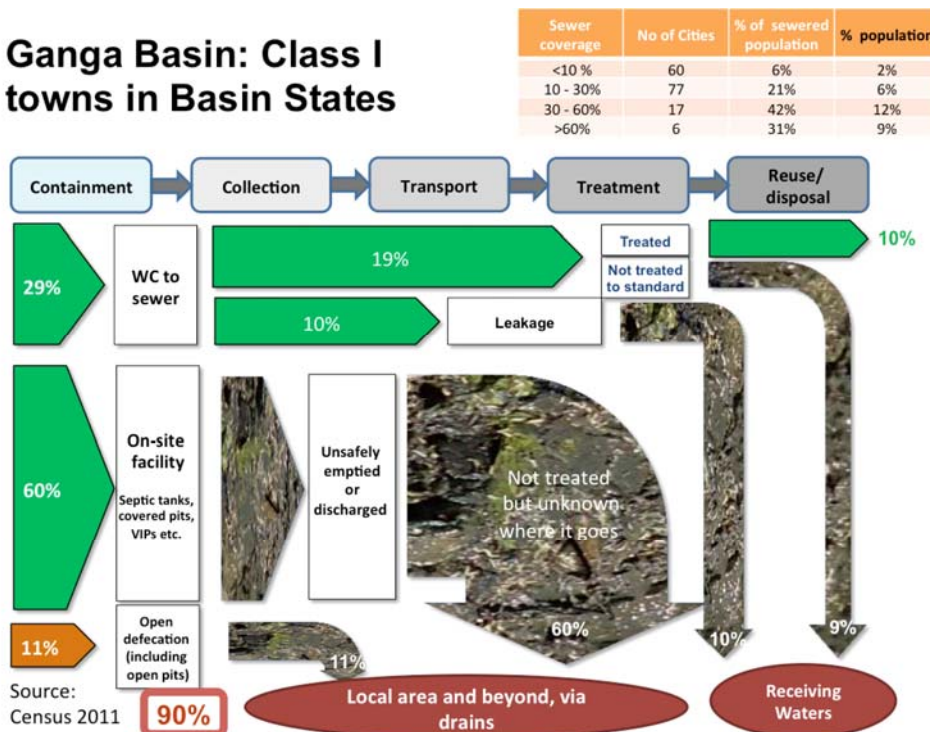 Ganga Basin: Class I
towns in Basin States
Sewer coverage | No of Cities | % of sewered population | % population
<10 % | 60 | 6% | 2%
10 - 30% | 77 | 21% | 6%
30 - 60% | 17 | 42% | 12%
>60% | 6 | 31% | 9%
Containment
Collection
Transport
Treatment
Reuse/
disposal
29%
WC to
sewer
19%
Treated
Not treated
to standard
10%
10%
Leakage
60%
On-site
facility
Septic tanks,
covered pits,
VIPs etc.
Unsafely
emptied
or
discharged
Not treated
but unknown
where it goes
60%
10%
9%
11%
Open
defecation
(including
open pits)
11%
Source:
Census 2011
90%
Local area and beyond, via
drains
Receiving
Waters